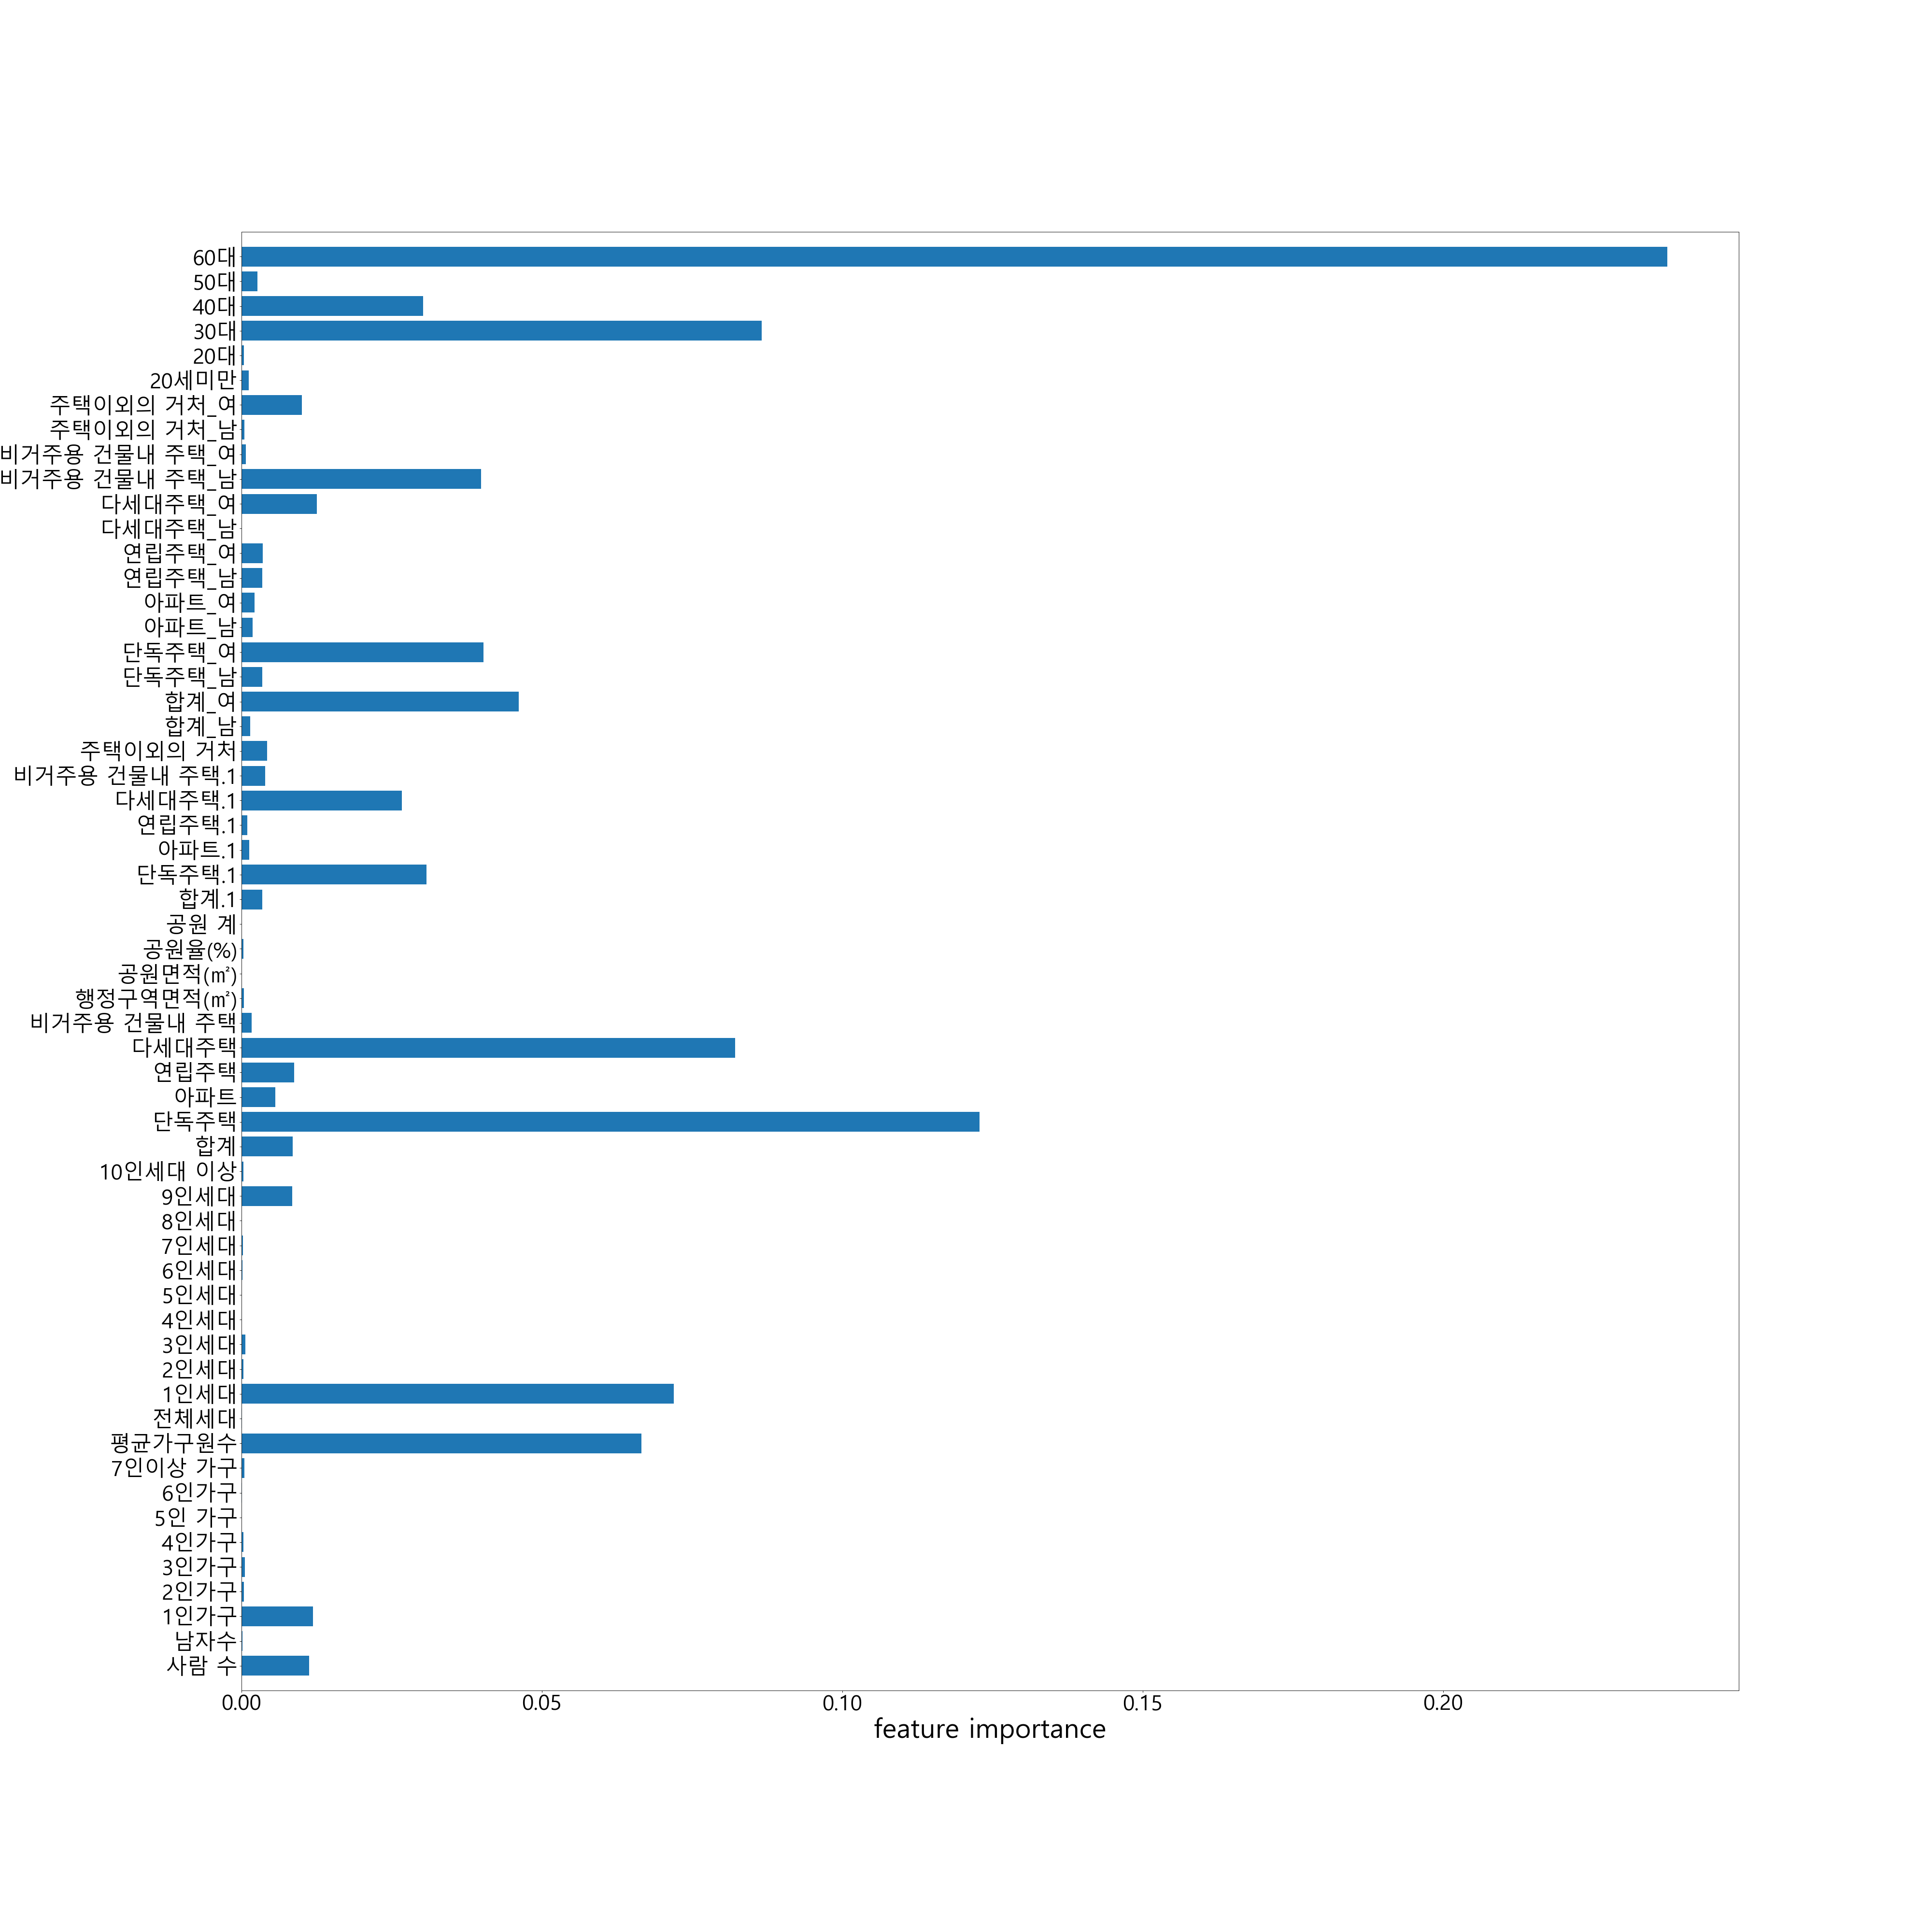 60대
50대
40대
30대
20대
20세미만
주택이외의 거처_여
주택이외의 거처_남
비거주용 건물내 주택_여
비거주용 건물내 주택_남
다세대주택_여
다세대주택_남
연립주택_여
연립주택_남
아파트_여
아파트_남
단독주택_여
단독주택_남
합계_여
합계_남
주택이외의 거처
비거주용 건물내 주택.1
다세대주택.1
연립주택.1
아파트.1
단독주택.1
합계.1
공원 계
공원율(%)
공원면적(㎡)
행정구역면적(㎡)
비거주용 건물내 주택
다세대주택
연립주택
아파트
단독주택
합계
10인세대 이상
9인세대
8인세대
7인세대
6인세대
5인세대
4인세대
3인세대
2인세대
1인세대
전체세대
평균가구원수
7인이상 가구
6인가구
5인 가구
4인가구
3인가구
2인가구
1인가구
남자수
사람 수
0.00 0.05 0.10 0.15 0.20
feature importance